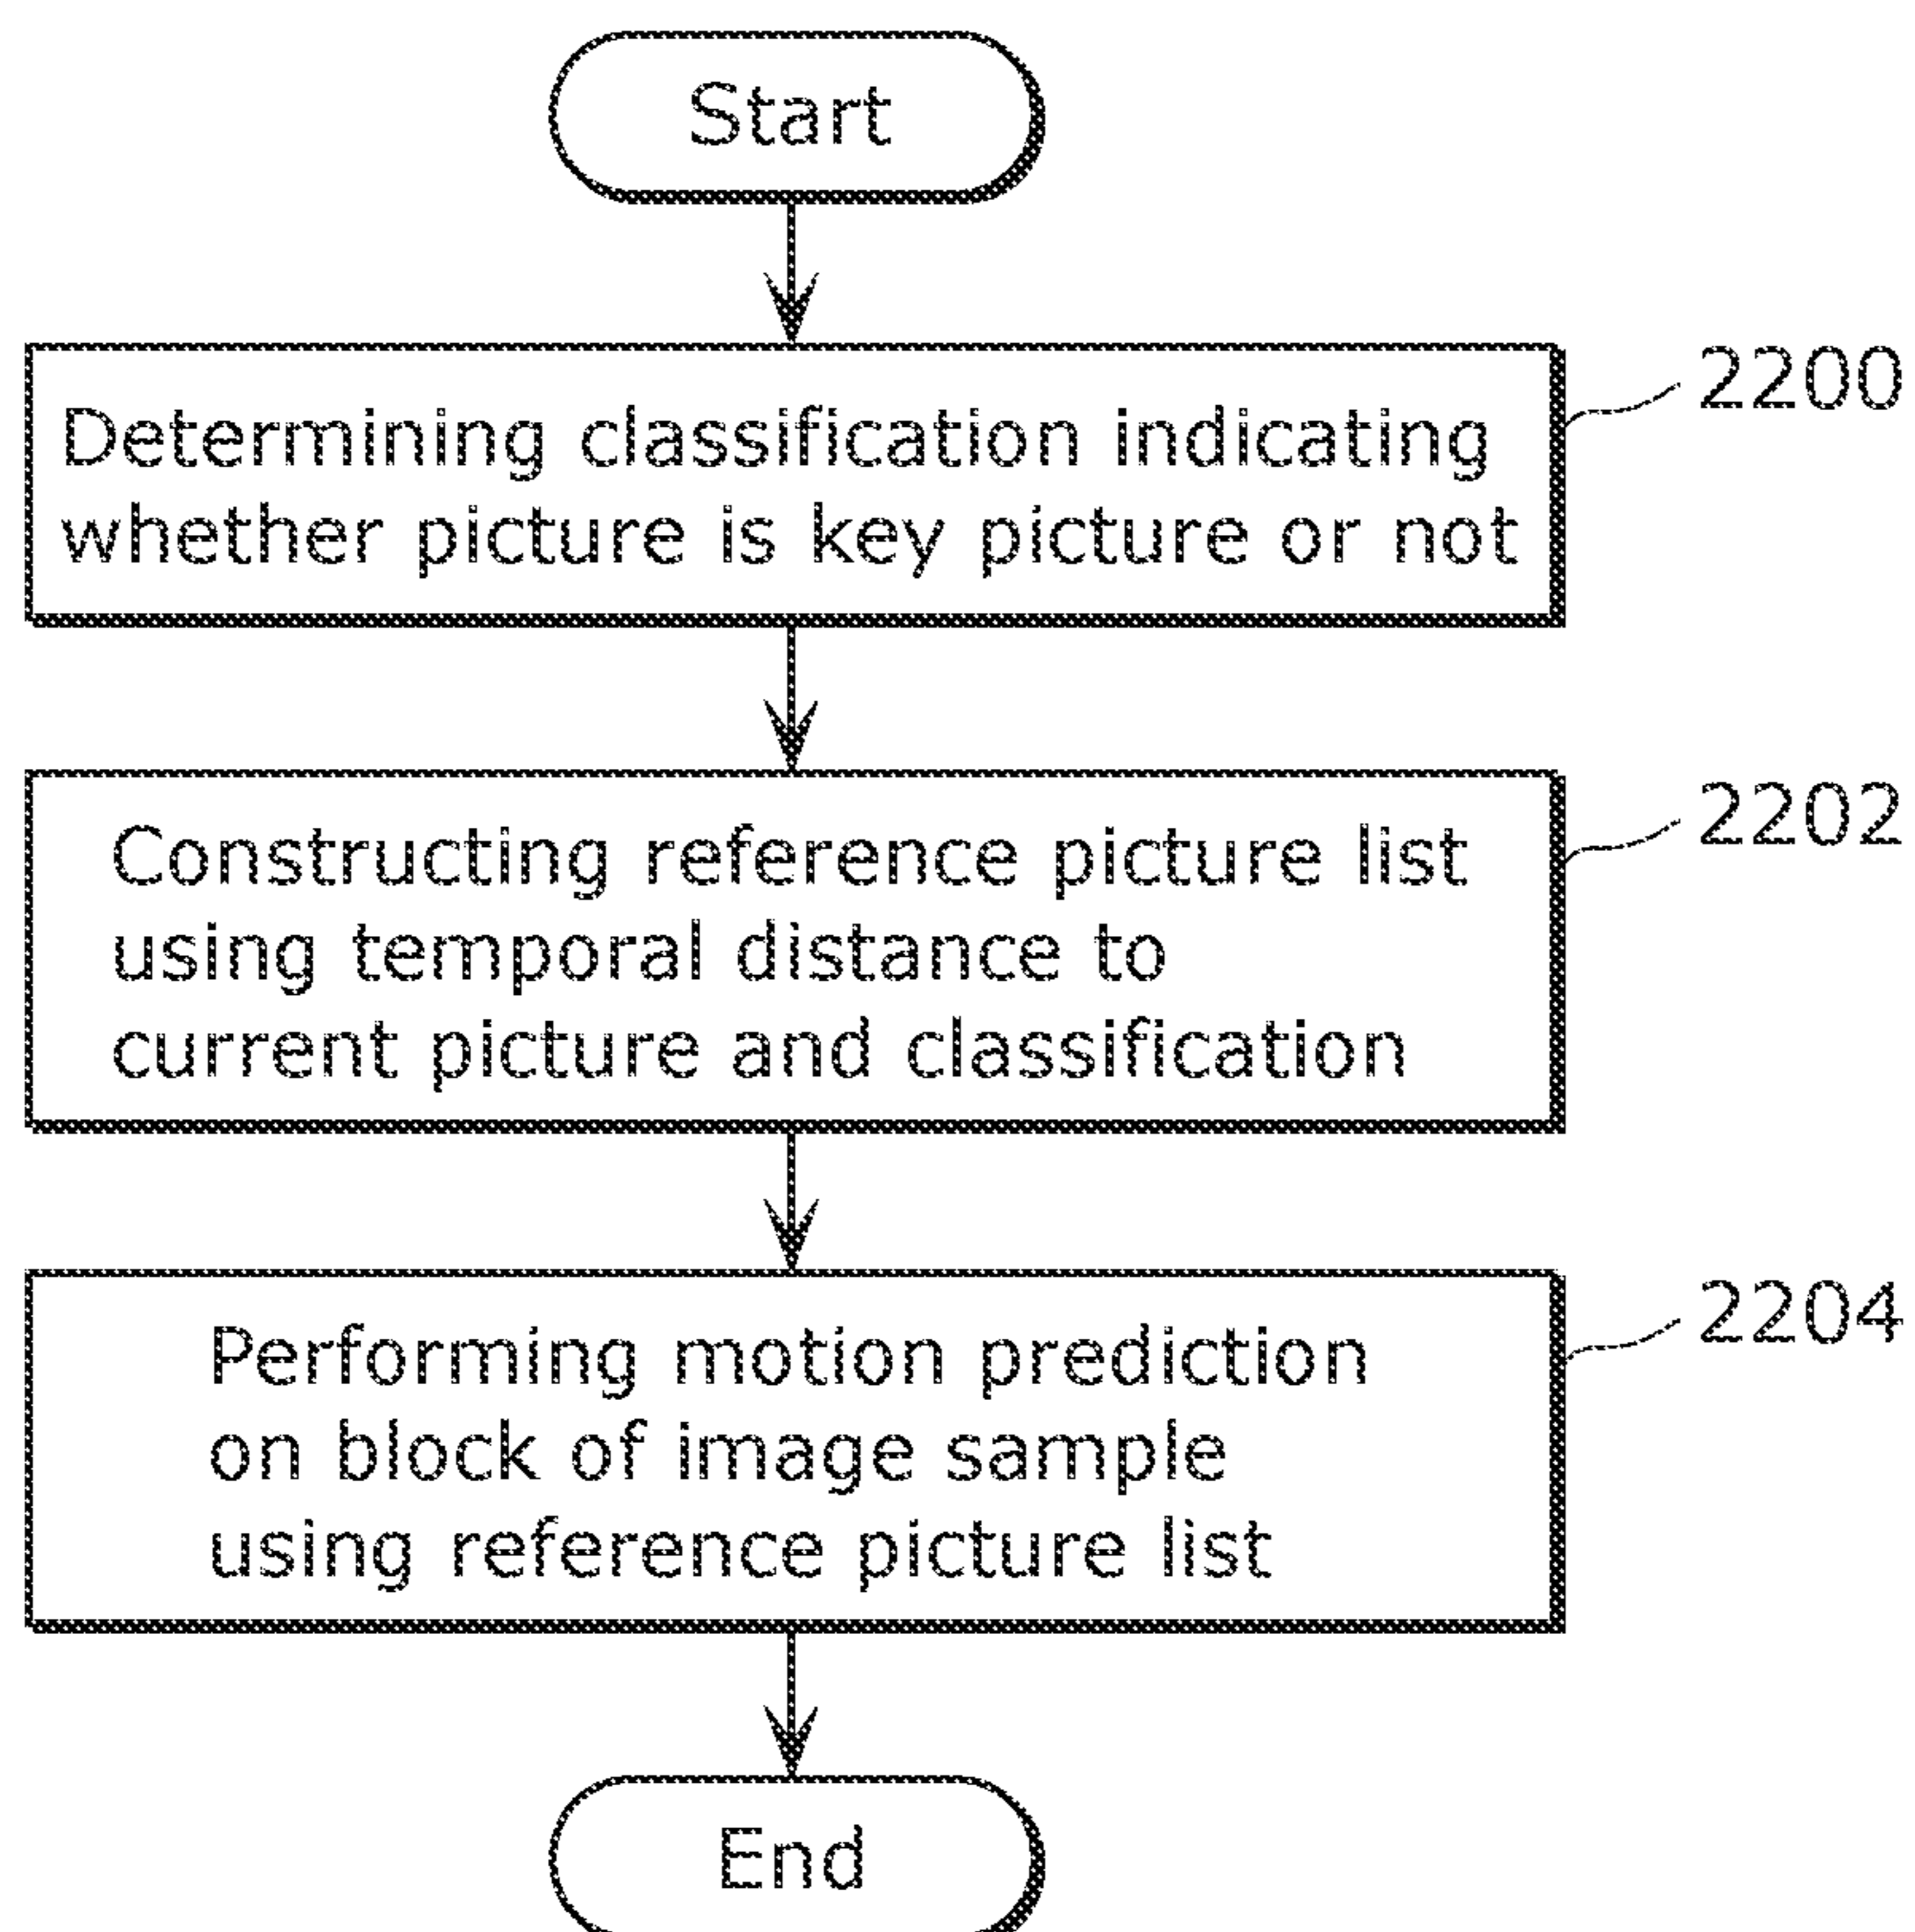 Start
2200
Determining classification indicating
whether picture is key picture or not
2202
Constructing reference picture list
using temporal distance to
current picture and classification
2204
Performing motion prediction
on block of image sample
using reference picture list
End